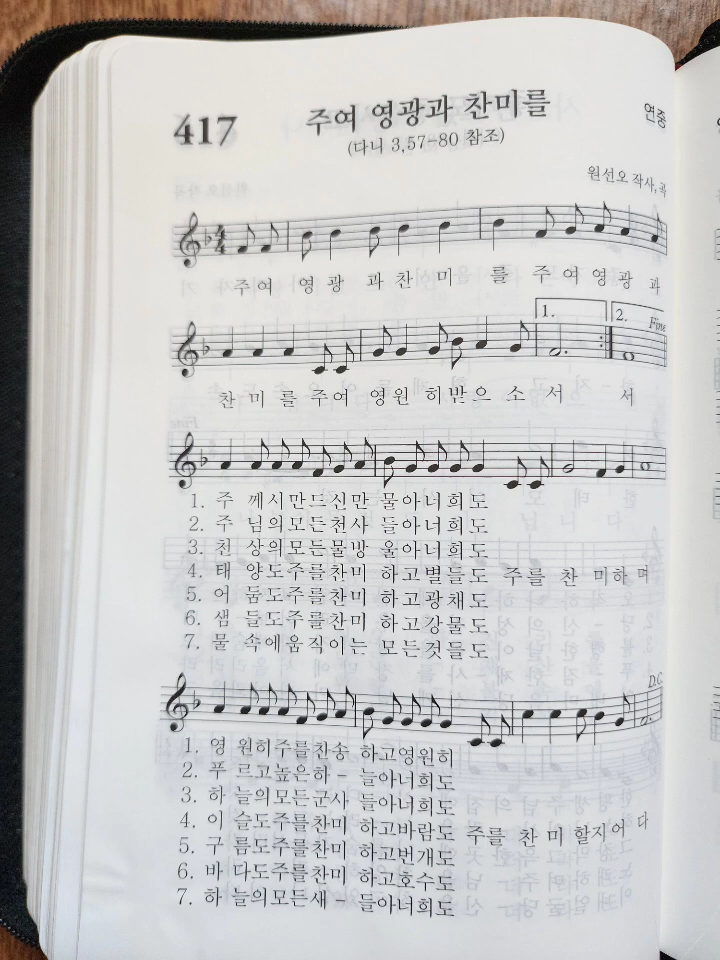 417
주여 영광과 찬미를
연중
(다니 3,57-80 참조)
원선오 작사, 곡
주여 영광 과찬 미 를 주여영광 과
1. 2. Fine
찬 미 를 주여 영원 히받으 소 서 서
1. 주 께시만드신만 물아너희도
2. 주 님의모든천사 들아너희도
3. 천 상의모든물방 울아너희도
4. 태 양도주를찬미 하고별들도 주를 찬 미하 며
5. 어 둠도주를찬미 하고광채도
6. 샘 들도주를찬미 하고강물도
7. 물 속에움직이는 모든것들도
D.C.
1. 영 원히주를찬송 하고영원히
2. 푸 르고높은하 - 늘아너희도
3. 하 늘의모든군사 들아너희도
4. 이 슬도주를찬미 하고바람도 주를 찬 미 할지어 다
5. 구 름도주를찬미 하고번개도
6. 바 다도주를찬미 하고호수도
7. 하 늘의모든새 - 들아너희도